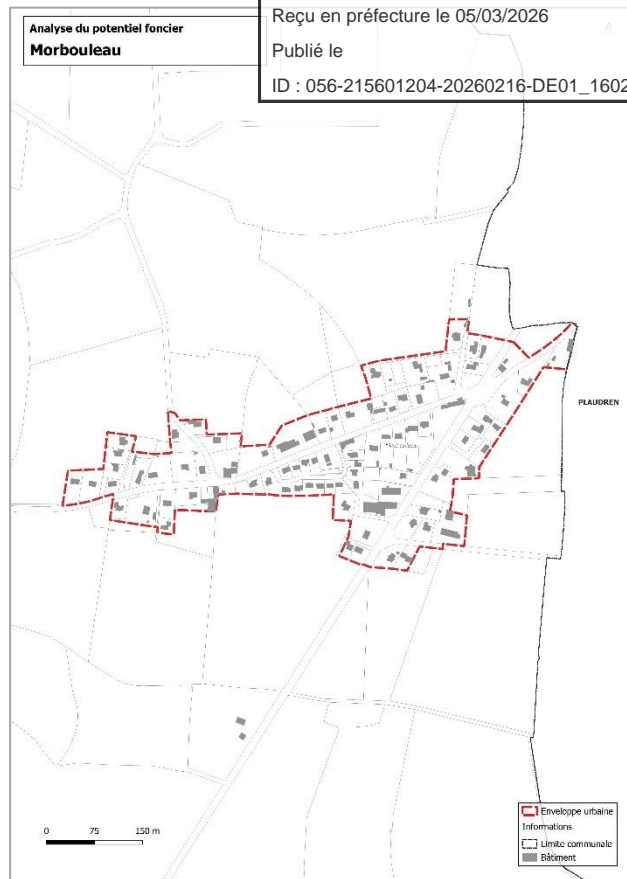 Analyse du potentiel foncier
Morbouleau
Reçu en préfecture le 05/03/2026
Publié le
ID : 056-215601204-20260216-DE01_1602
PLAUDREN
0 75 150 m
Enveloppe urbaine
Informations
Limite communale
Bâtiment